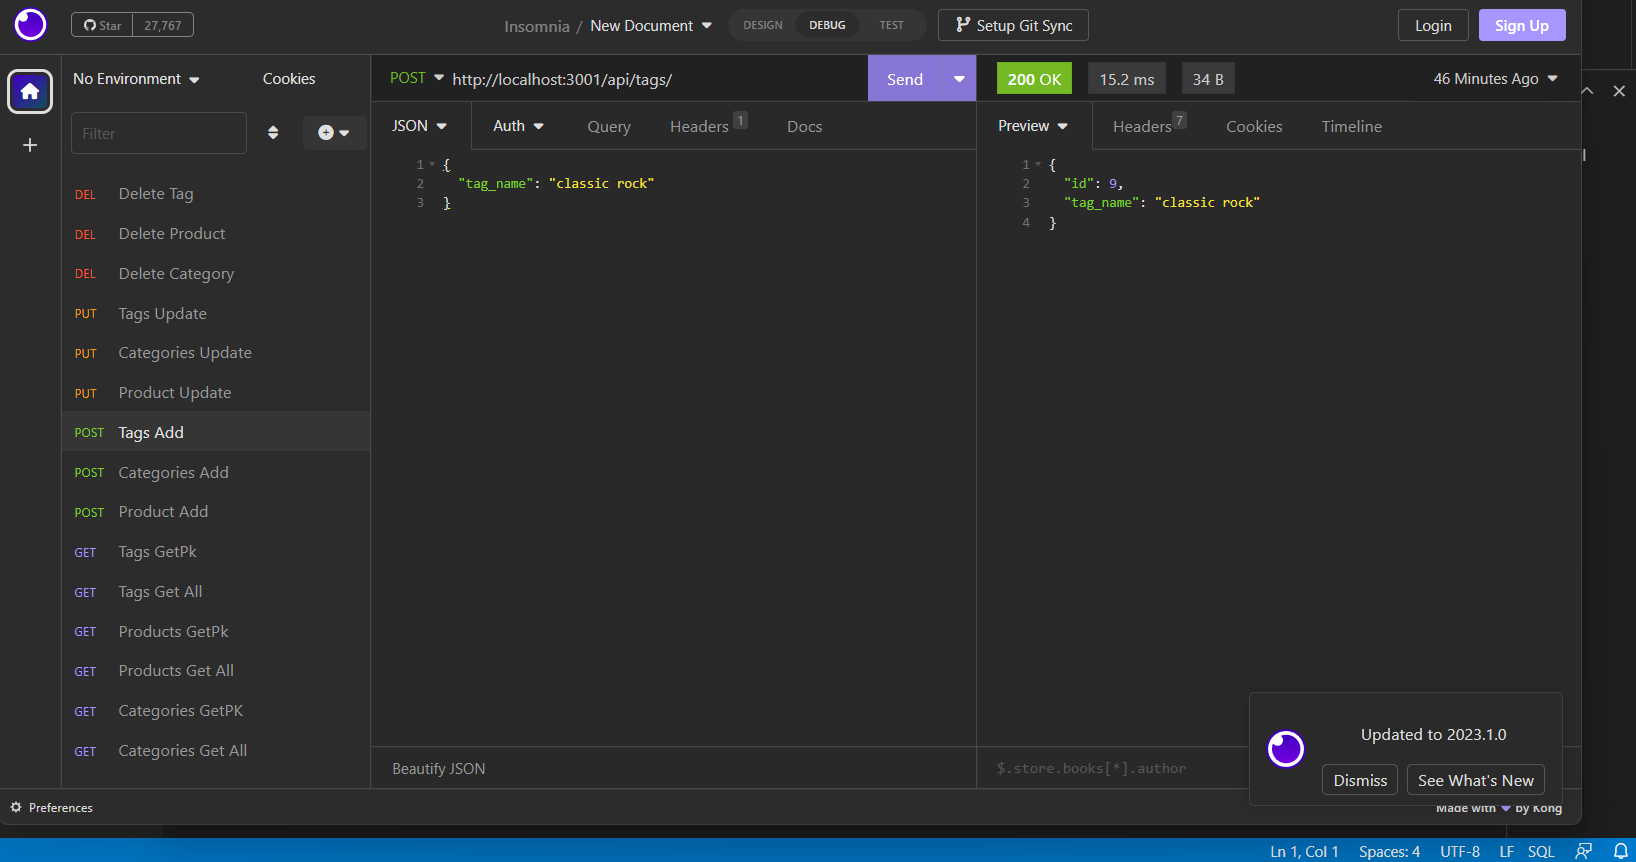 Star 27,767
Insomnia / New Document
DESIGN DEBUG TEST
Setup Git Sync
Login Sign Up
No Environment Cookies
Filter
DEL Delete Tag
DEL Delete Product
DEL Delete Category
PUT Tags Update
PUT Categories Update
PUT Product Update
POST Tags Add
POST Categories Add
POST Product Add
GET Tags GetPk
GET Tags Get All
GET Products GetPk
GET Products Get All
GET Categories GetPK
GET Categories Get All
POST http://localhost:3001/api/tags/ Send
JSON Auth Query Headers 1 Docs
1 {
2 "tag_name": "classic rock"
3 }
Beautify JSON
200 OK 15.2 ms 34 B 46 Minutes Ago
Preview Headers 7 Cookies Timeline
1 {
2 "id": 9,
3 "tag_name": "classic rock"
4 }
$.store.books[*].author
Updated to 2023.1.0
Dismiss See What's New
Preferences
Made with by Kong
Ln 1, Col 1 Spaces: 4 UTF-8 LF SQL